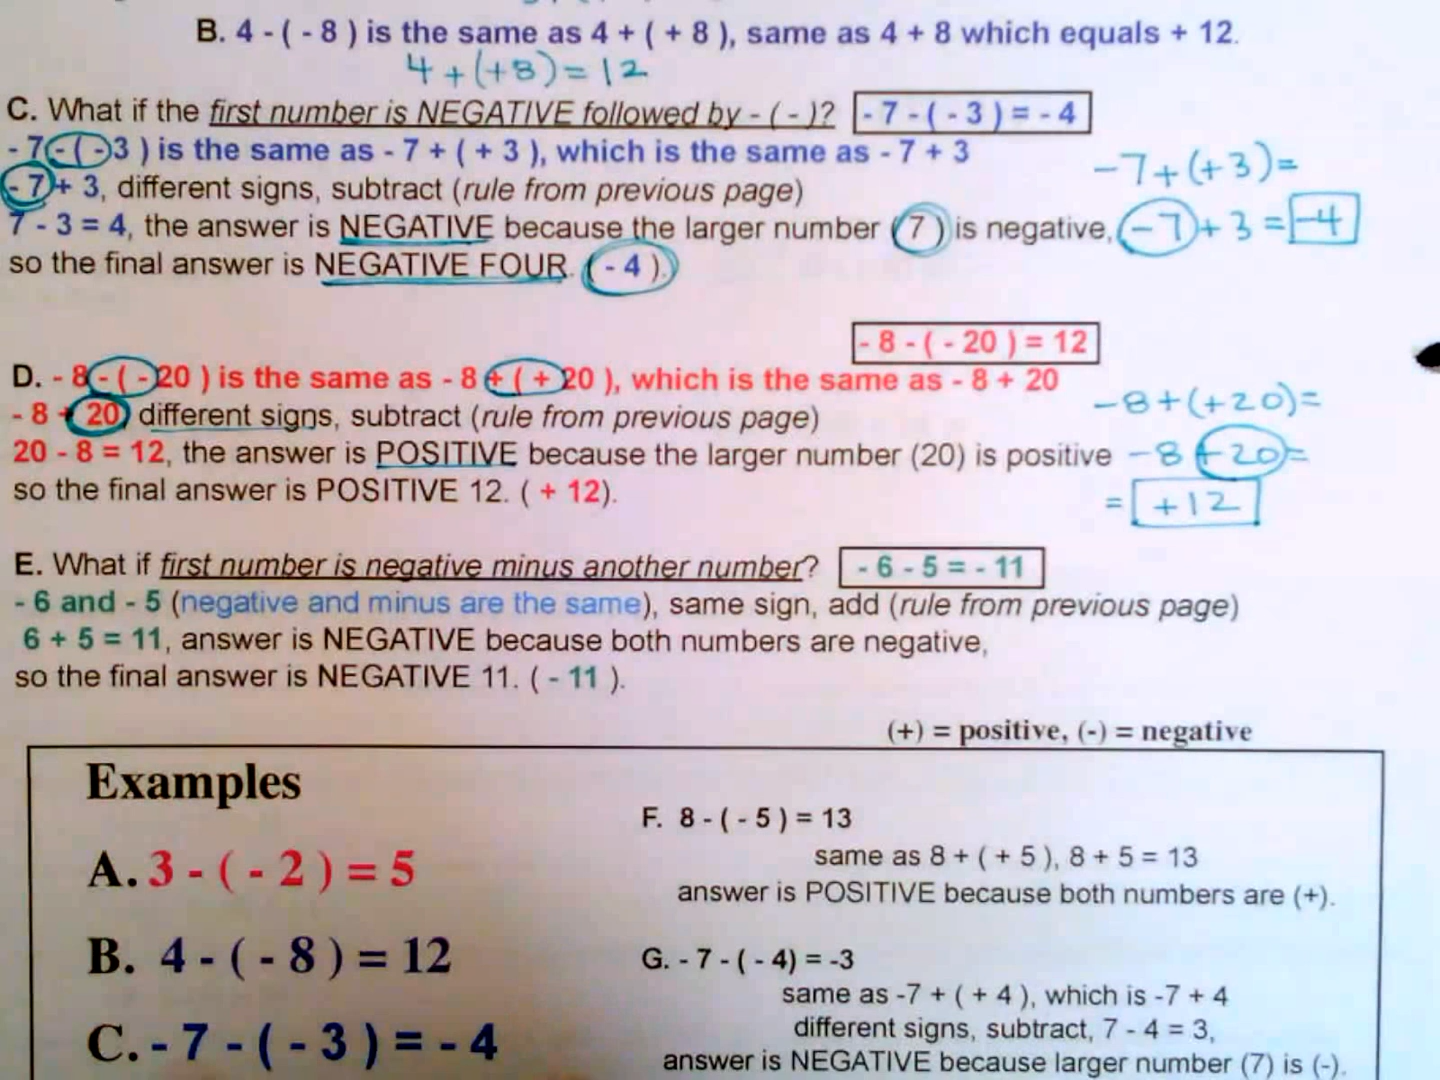 B. 4 - ( - 8 ) is the same as 4 + ( + 8 ), same as 4 + 8 which equals + 12.
4 + (+8) = 12
C. What if the first number is NEGATIVE followed by - ( - )? - 7 - ( - 3 ) = - 4
- 7 - ( - 3 ) is the same as - 7 + ( + 3 ), which is the same as - 7 + 3
-7+(+3)=
- 7 + 3, different signs, subtract (rule from previous page)
7 - 3 = 4, the answer is NEGATIVE because the larger number ( 7 ) is negative,
-7 + 3 = -4
so the final answer is NEGATIVE FOUR. ( - 4 ).
- 8 - ( - 20 ) = 12
D. - 8 - ( - 20 ) is the same as - 8 + ( + 20 ), which is the same as - 8 + 20
-8+(+20)=
- 8 + 20, different signs, subtract (rule from previous page)
20 - 8 = 12, the answer is POSITIVE because the larger number (20) is positive
-8 +20=
so the final answer is POSITIVE 12. ( + 12).
= +12
E. What if first number is negative minus another number? - 6 - 5 = - 11
- 6 and - 5 (negative and minus are the same), same sign, add (rule from previous page)
6 + 5 = 11, answer is NEGATIVE because both numbers are negative,
so the final answer is NEGATIVE 11. ( - 11 ).
(+) = positive, (-) = negative
Examples
A. 3 - ( - 2 ) = 5
B. 4 - ( - 8 ) = 12
C. - 7 - ( - 3 ) = - 4
F. 8 - ( - 5 ) = 13
same as 8 + ( + 5 ), 8 + 5 = 13
answer is POSITIVE because both numbers are (+).
G. - 7 - ( - 4) = -3
same as -7 + ( + 4 ), which is -7 + 4
different signs, subtract, 7 - 4 = 3,
answer is NEGATIVE because larger number (7) is (-).